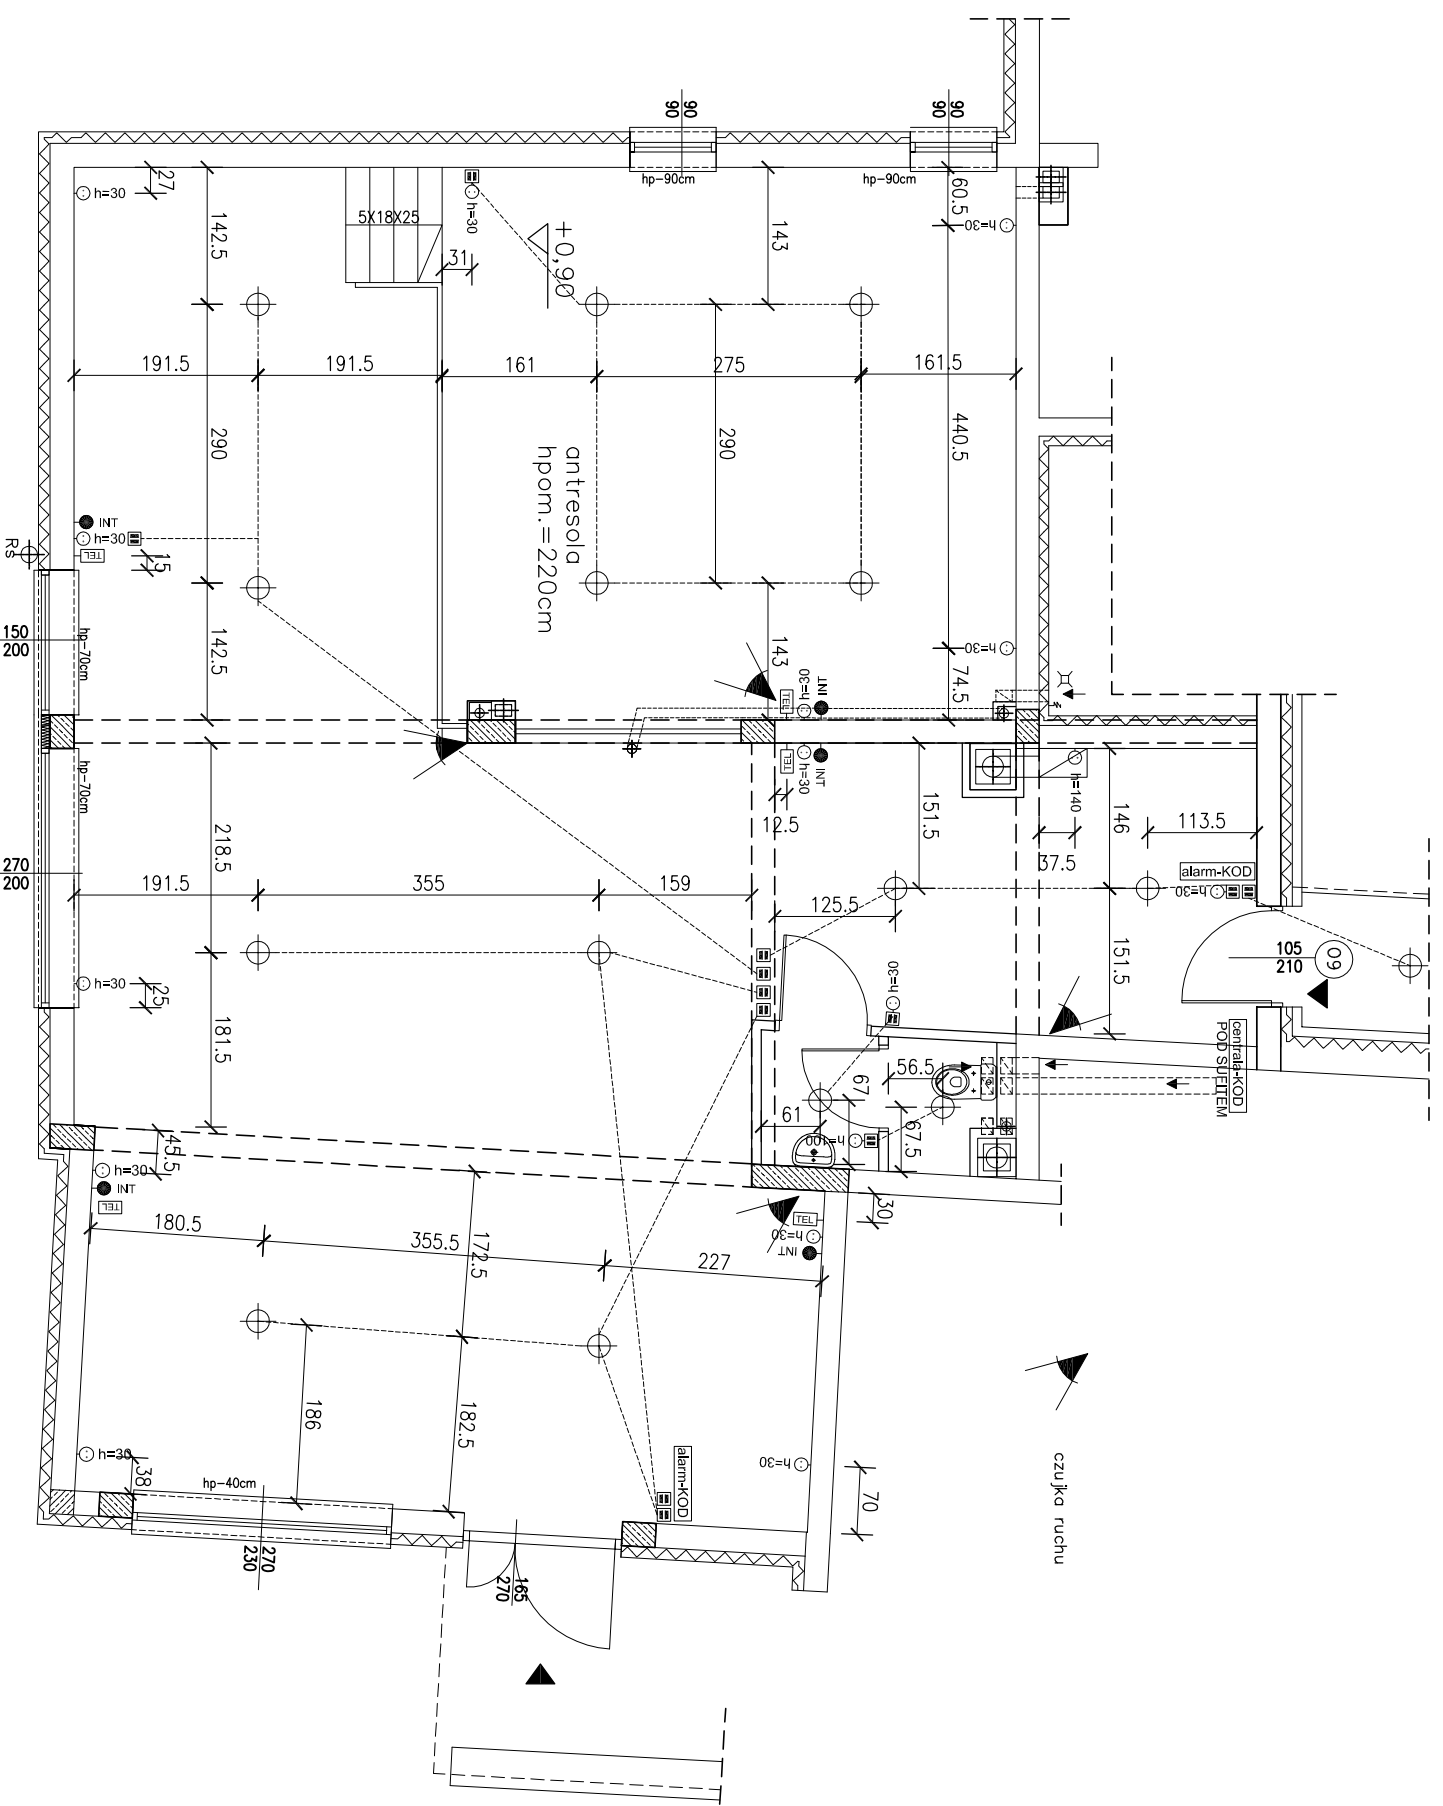 90
90
90
90
hp-90cm
hp-90cm
27
h=30
142.5
5X18X25
h=30
31
+0,90
143
60.5
h=30
191.5
191.5
161
275
161.5
290
290
440.5
antresola
hpom.=220cm
INT
h=30
TEL
15
Rs
150
200
hp-70cm
142.5
143
TEL
h=30
INT
h=30
74.5
270
200
hp-70cm
TEL
h=30
INT
12.5
151.5
h=140
146
113.5
37.5
218.5
191.5
355
159
125.5
alarm-KOD
h=30
151.5
105
210
09
h=30
25
181.5
h=30
centrala-KOD
POD SUFITEM
56.5
67
61
h=100
67.5
45.5
h=30
INT
TEL
30
TEL
h=30
INT
180.5
355.5
172.5
227
186
182.5
h=30
38
hp-40cm
270
230
alarm-KOD
h=30
70
165
270
czujka ruchu